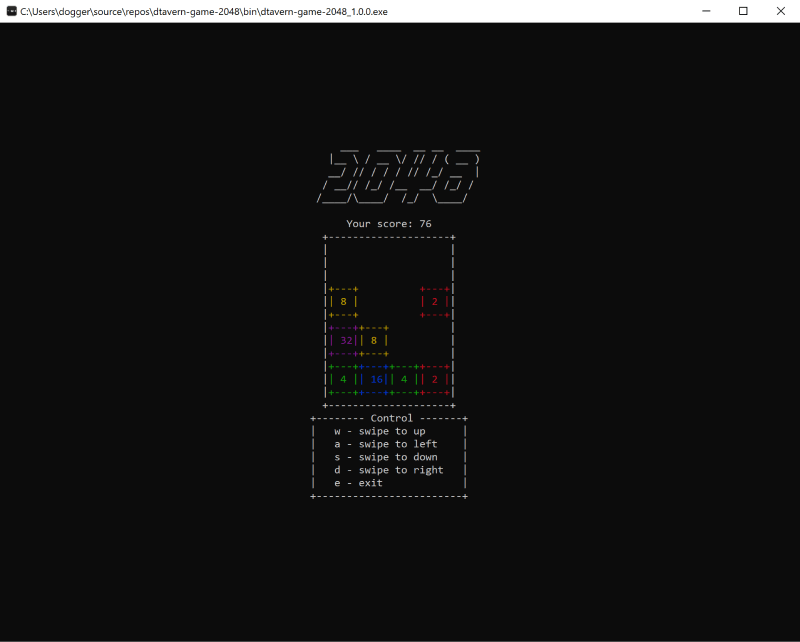 C:\Users\dogger\source\repos\dtavern-game-2048\bin\dtavern-game-2048_1.0.0.exe
2048
Your score: 76
8 2
32 8
4 16 4 2
Control
w - swipe to up
a - swipe to left
s - swipe to down
d - swipe to right
e - exit